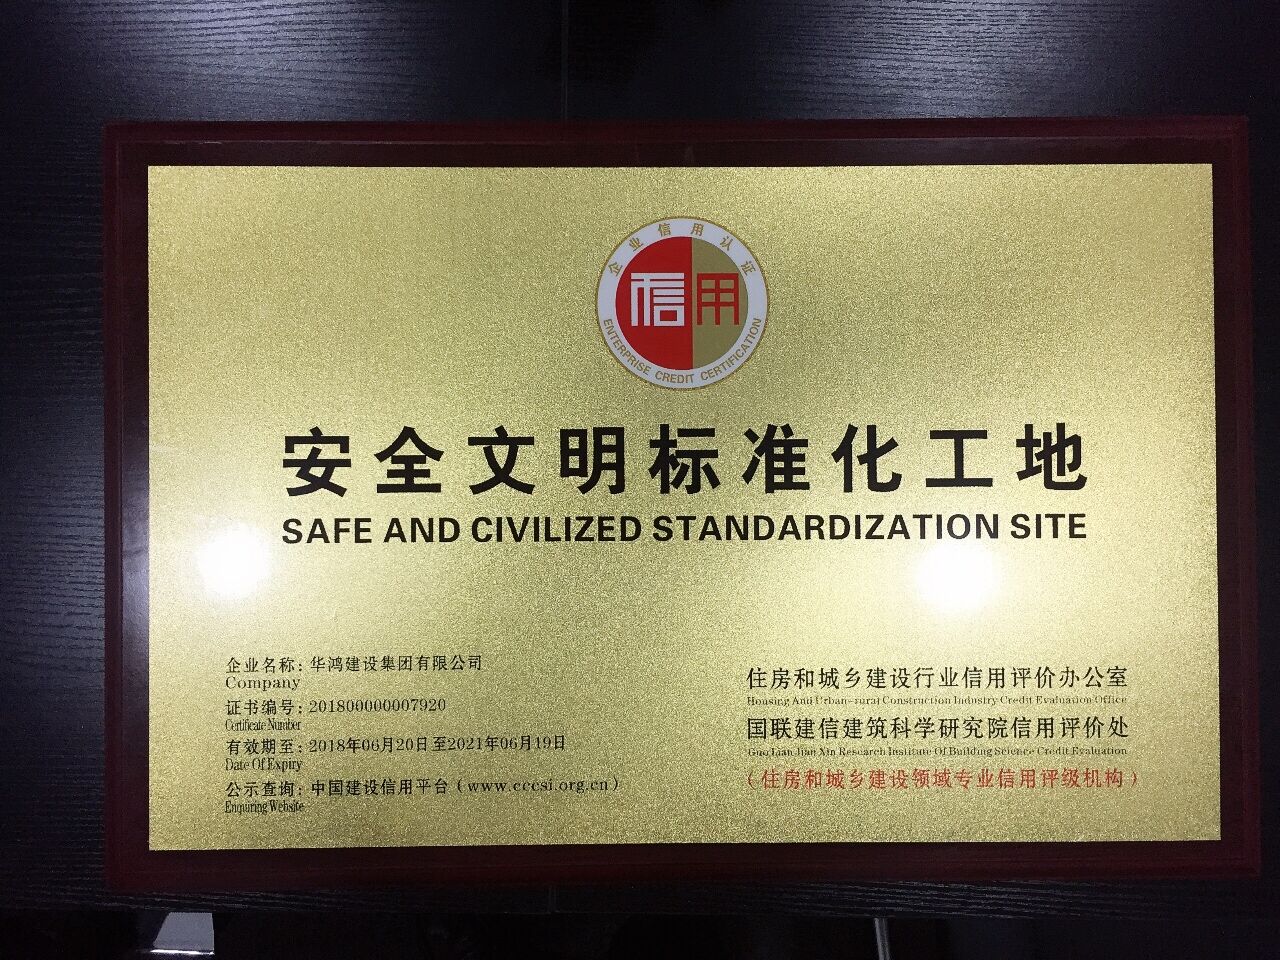 企业信用认证
信用
ENTERPRISE CREDIT CERTIFICATION
安全文明标准化工地
SAFE AND CIVILIZED STANDARDIZATION SITE
企业名称：华鸿建设集团有限公司
Company
证书编号：201800000007920
Certificate Number
有效期至：2018年06月20日至2021年06月19日
Date Of Expiry
公示查询：中国建设信用平台（www.cccsi.org.cn）
Enquring Website
住房和城乡建设行业信用评价办公室
Housing And Urban-rural Construction Industry Credit Evaluation Office
国联建信建筑科学研究院信用评价处
Guo Lian Jian Xin Research Institute Of Building Science Credit Evaluation
（住房和城乡建设领域专业信用评级机构）